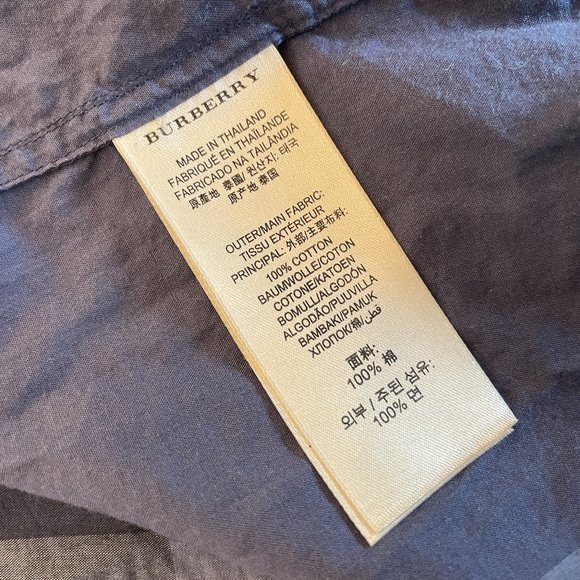 BURBERRY
MADE IN THAILAND
FABRIQUÉ EN THAÏLANDE
FABRICADO NA TAILÂNDIA
原産地 泰國/ 원산지: 태국
原产地 泰国
OUTER/MAIN FABRIC:
TISSU EXTÉRIEUR
PRINCIPAL: 外部/主要布料:
100% COTTON
BAUMWOLLE/COTON
COTONE/KATOEN
BOMULL/ALGODÓN
ALGODÃO/PUUVILLA
BAMBAKI/PAMUK
ХЛОПОК/棉/قطن
面料:
100% 棉
외부 / 주된 섬유:
100% 면